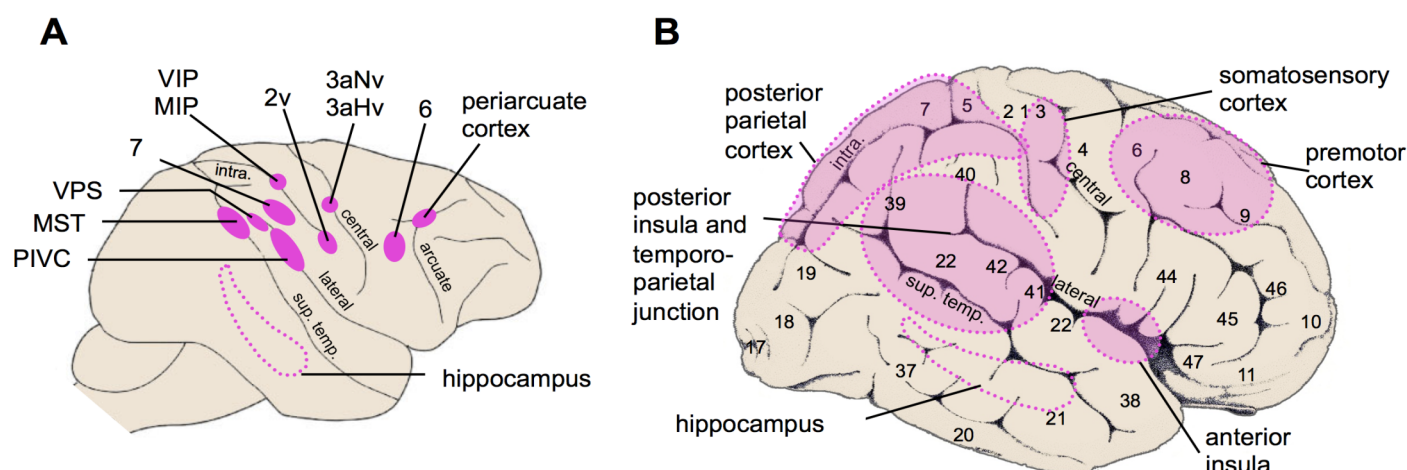 A
VIP
MIP
2v
3aNv
3aHv
6
periarcuate
cortex
7
VPS
MST
PIVC
intra.
central
arcuate
lateral
sup. temp.
hippocampus
B
posterior
parietal
cortex
posterior
insula and
temporo-
parietal
junction
somatosensory
cortex
premotor
cortex
7
5
2
1
3
4
6
8
9
intra.
central
40
39
22
42
41
sup. temp.
lateral
19
18
17
37
22
44
45
46
10
47
11
38
21
20
hippocampus
anterior
insula